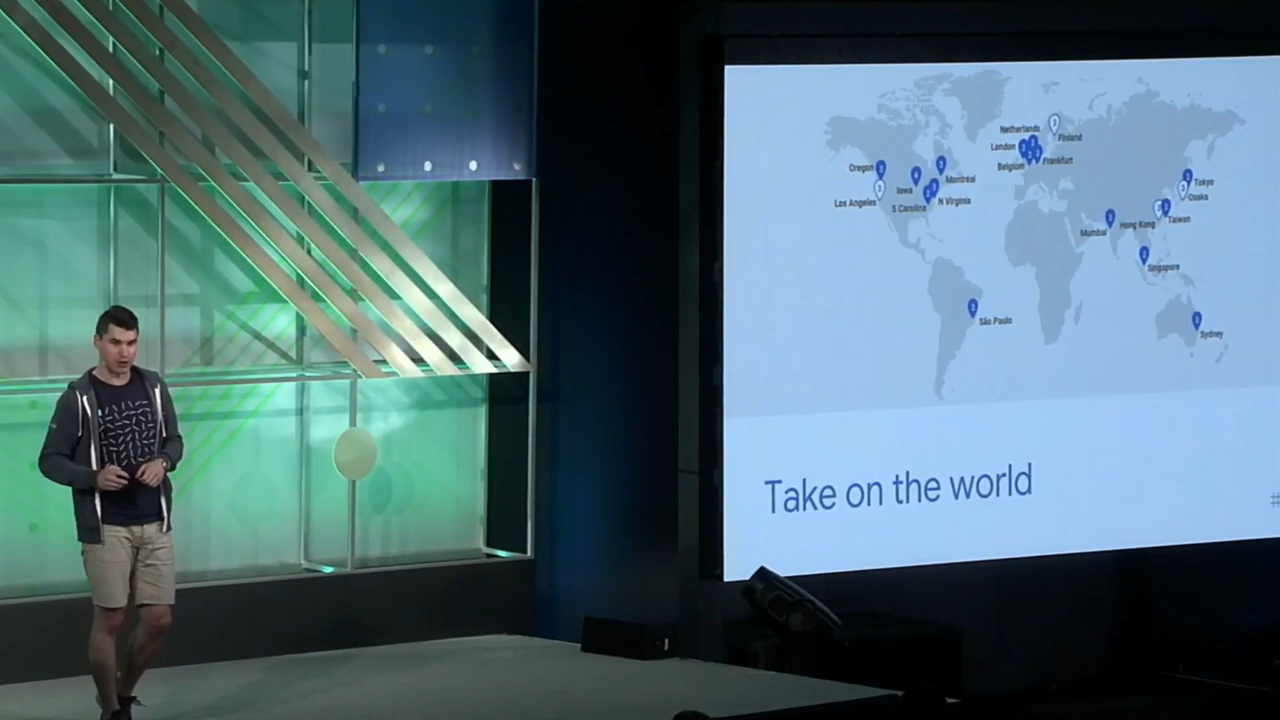 Netherlands
Finland
London
Belgium
Frankfurt
Oregon
Iowa
Montréal
Los Angeles
S Carolina
N Virginia
Tokyo
Osaka
Hong Kong
Taiwan
Mumbai
Singapore
São Paulo
Sydney
Take on the world
#